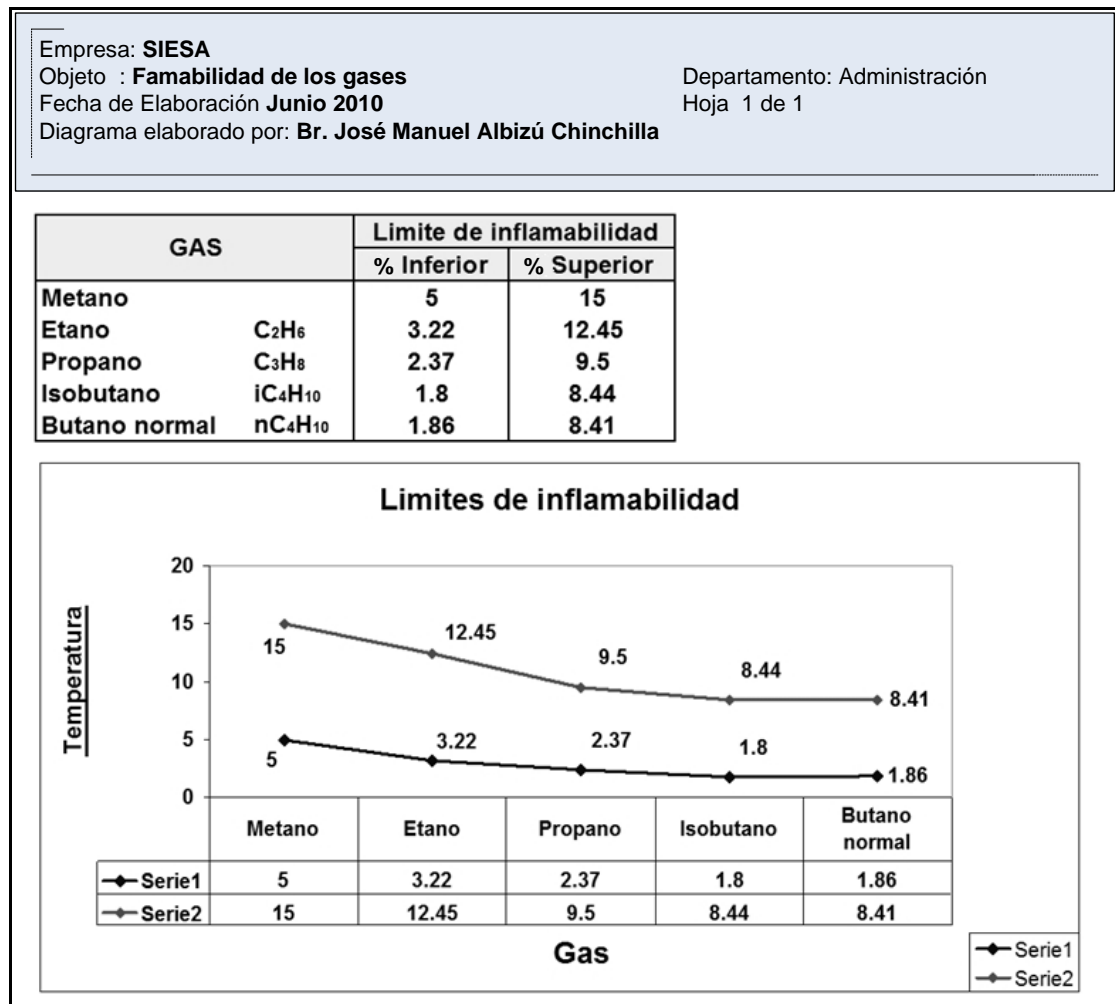 Empresa: SIESA
Objeto : Famabilidad de los gases
Departamento: Administración
Fecha de Elaboración Junio 2010
Hoja 1 de 1
Diagrama elaborado por: Br. José Manuel Albizú Chinchilla
GAS
Limite de inflamabilidad
% Inferior % Superior
Metano 5 15
Etano C2H6 3.22 12.45
Propano C3H8 2.37 9.5
Isobutano iC4H10 1.8 8.44
Butano normal nC4H10 1.86 8.41
Limites de inflamabilidad
Temperatura
20
15
10
5
0
15 12.45 9.5 8.44 8.41
5 3.22 2.37 1.8 1.86
Metano Etano Propano Isobutano Butano normal
Serie1 5 3.22 2.37 1.8 1.86
Serie2 15 12.45 9.5 8.44 8.41
Gas
Serie1
Serie2